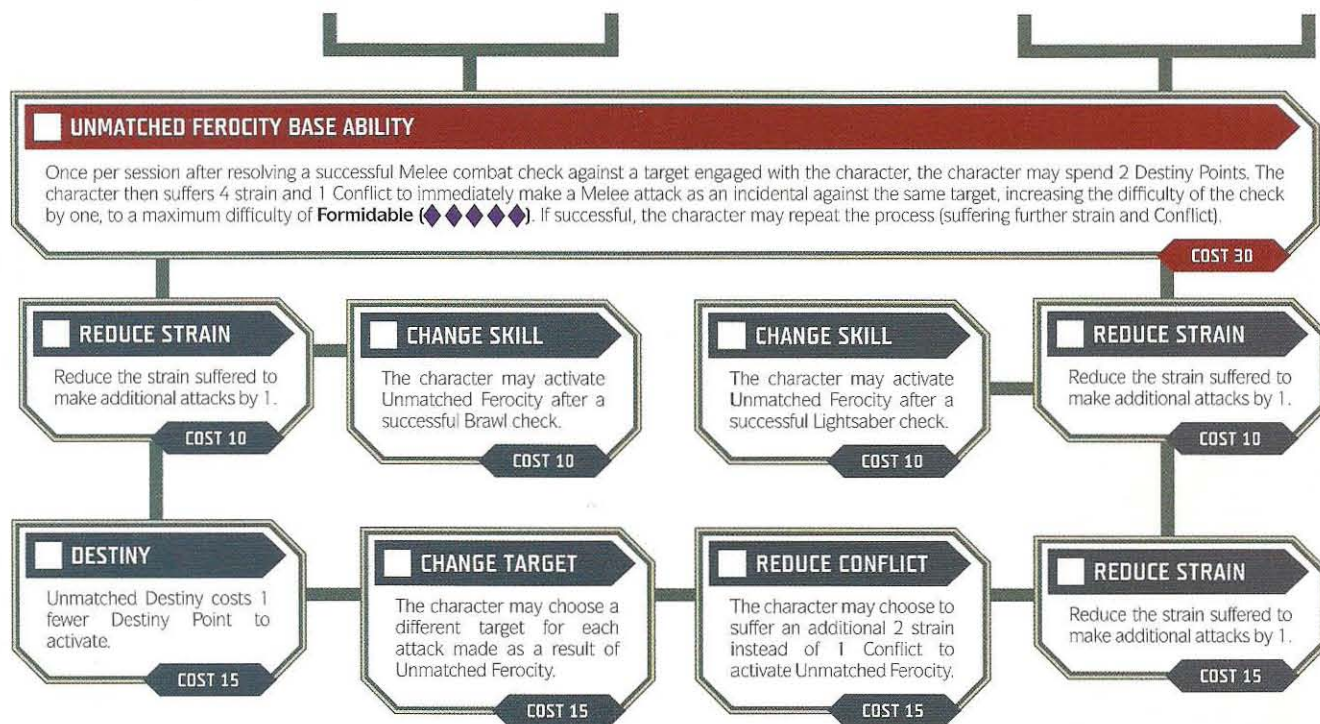 UNMATCHED FEROCITY BASE ABILITY
Once per session after resolving a successful Melee combat check against a target engaged with the character, the character may spend 2 Destiny Points. The
character then suffers 4 strain and 1 Conflict to immediately make a Melee attack as an incidental against the same target, increasing the difficulty of the check
by one, to a maximum difficulty of Formidable (◆◆◆◆◆). If successful, the character may repeat the process (suffering further strain and Conflict).
COST 30
REDUCE STRAIN
Reduce the strain suffered to
make additional attacks by 1.
COST 10
CHANGE SKILL
The character may activate
Unmatched Ferocity after a
successful Brawl check.
COST 10
CHANGE SKILL
The character may activate
Unmatched Ferocity after a
successful Lightsaber check.
COST 10
REDUCE STRAIN
Reduce the strain suffered to
make additional attacks by 1.
COST 10
DESTINY
Unmatched Destiny costs 1
fewer Destiny Point to
activate.
COST 15
CHANGE TARGET
The character may choose a
different target for each
attack made as a result of
Unmatched Ferocity.
COST 15
REDUCE CONFLICT
The character may choose to
suffer an additional 2 strain
instead of 1 Conflict to
activate Unmatched Ferocity.
COST 15
REDUCE STRAIN
Reduce the strain suffered to
make additional attacks by 1.
COST 15